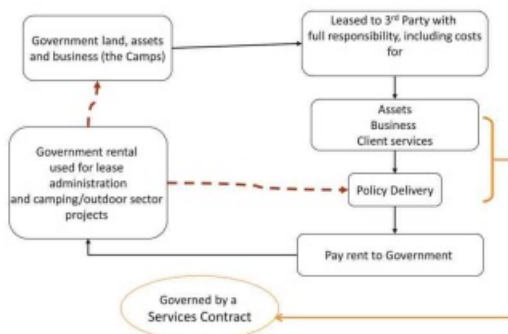 Government land, assets
and business (the Camps)
Leased to 3rd Party with
full responsibility, including costs
for
Assets
Business
Client services
Government rental
used for lease
administration
and camping/outdoor sector
projects
Policy Delivery
Pay rent to Government
Governed by a
Services Contract